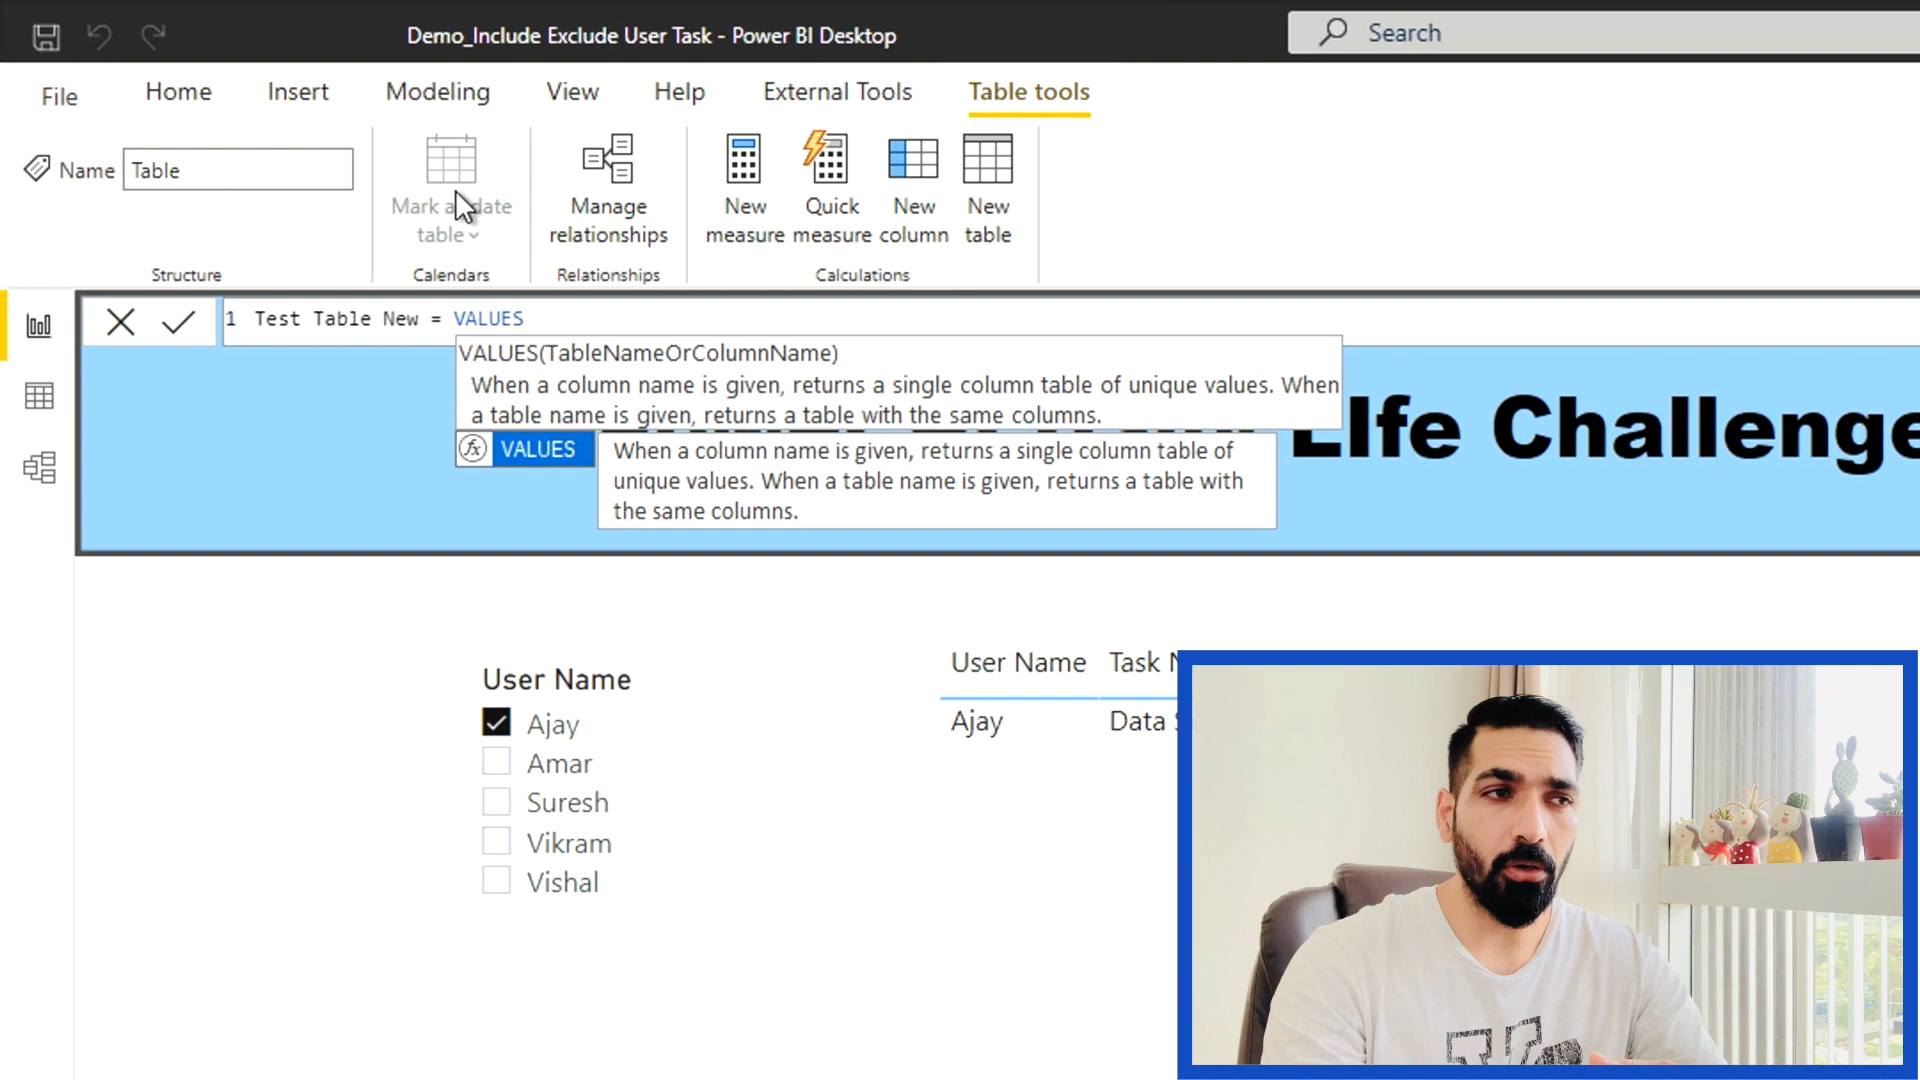 Demo_Include Exclude User Task - Power BI Desktop
Search
File Home Insert Modeling View Help External Tools Table tools
Name Table
Mark a date
table
Manage
relationships
New
measure
Quick
measure
New
column
New
table
Structure
Calendars
Relationships
Calculations
1 Test Table New = VALUES
VALUES(TableNameOrColumnName)
When a column name is given, returns a single column table of unique values. When
a table name is given, returns a table with the same columns.
LIfe Challenge
VALUES
When a column name is given, returns a single column table of
unique values. When a table name is given, returns a table with
the same columns.
User Name
Ajay
Amar
Suresh
Vikram
Vishal
User Name Task
Ajay Data